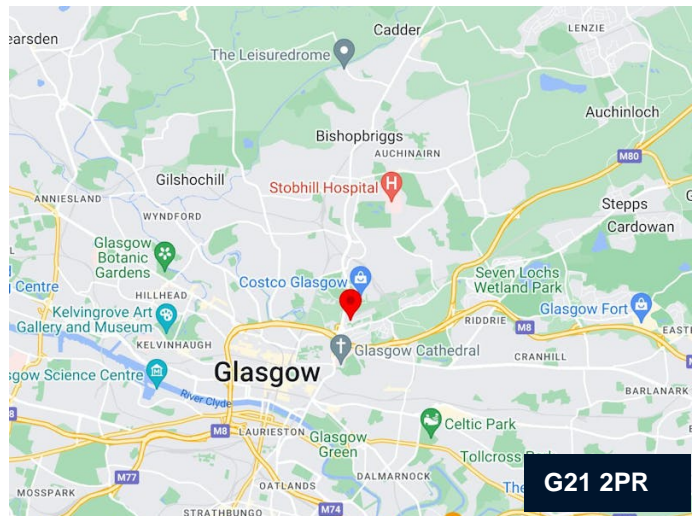 earsden
Cadder
LENZIE
The Leisuredrome
Auchinloch
Bishopbriggs
AUCHINAIRN
M80
Gilshochill
Stobhill Hospital
H
ANNIESLAND
Stepps
WYNDFORD
Cardowan
Glasgow
Botanic
Gardens
Costco Glasgow
Seven Lochs
Wetland Park
Centre
HILLHEAD
Kelvingrove Art
Gallery and Museum
RIDDRIE
M8
Glasgow Fort
KELVINHAUGH
EAST
Glasgow Cathedral
CRANHILL
sgow Science Centre
Glasgow
BARLANARK
River Clyde
Celtic Park
M8
LAURIESTON
Glasgow
Green
Tollcross
M77
DALMARNOCK
OATLANDS
The
G21 2PR
MOSSPARK
M74
STRATHBUNGO